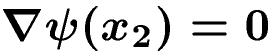 ∇ψ(x₂) = 0